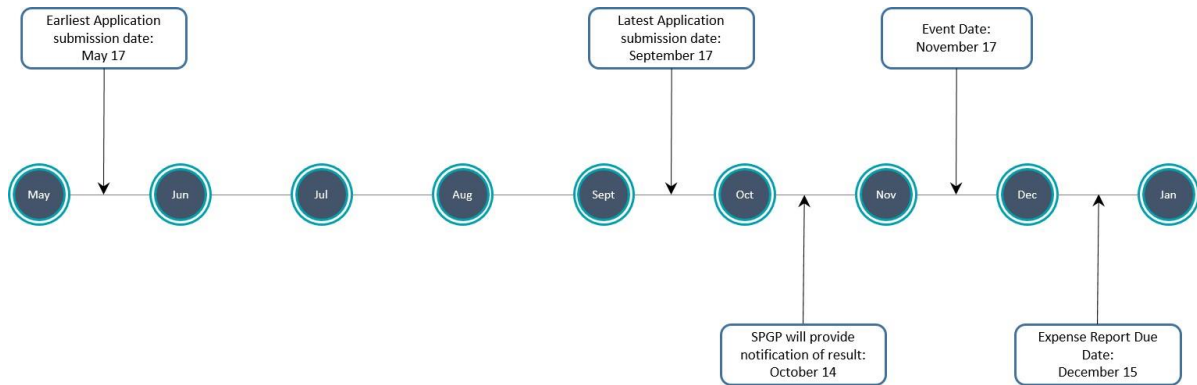 Earliest Application
submission date:
May 17
Latest Application
submission date:
September 17
Event Date:
November 17
May
Jun
Jul
Aug
Sept
Oct
Nov
Dec
Jan
SPGP will provide
notification of result:
October 14
Expense Report Due
Date:
December 15